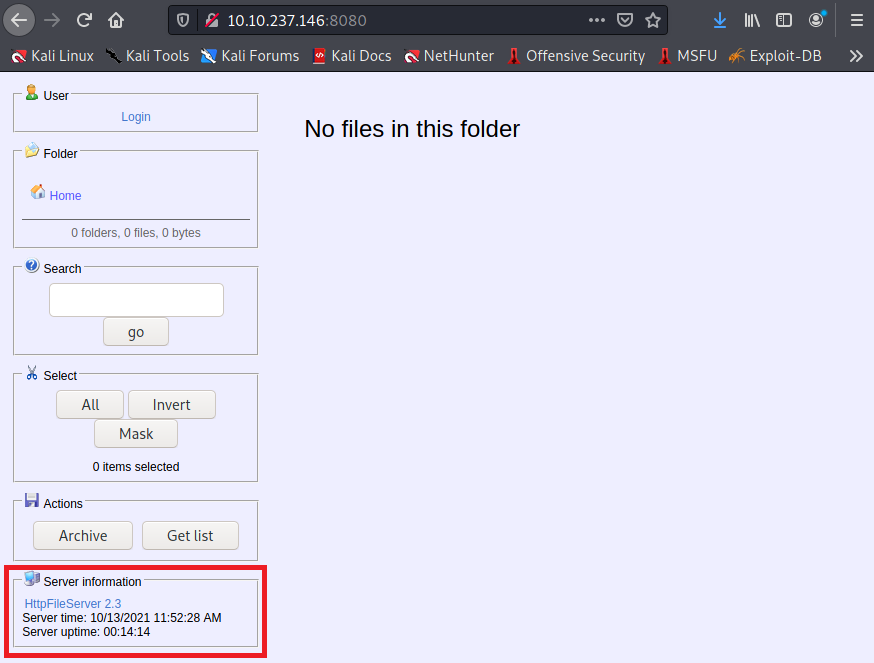 10.10.237.146:8080
Kali Linux Kali Tools Kali Forums Kali Docs NetHunter Offensive Security MSFU Exploit-DB
User
Login
Folder
Home
0 folders, 0 files, 0 bytes
Search
go
Select
All Invert
Mask
0 items selected
Actions
Archive Get list
Server information
HttpFileServer 2.3
Server time: 10/13/2021 11:52:28 AM
Server uptime: 00:14:14
No files in this folder